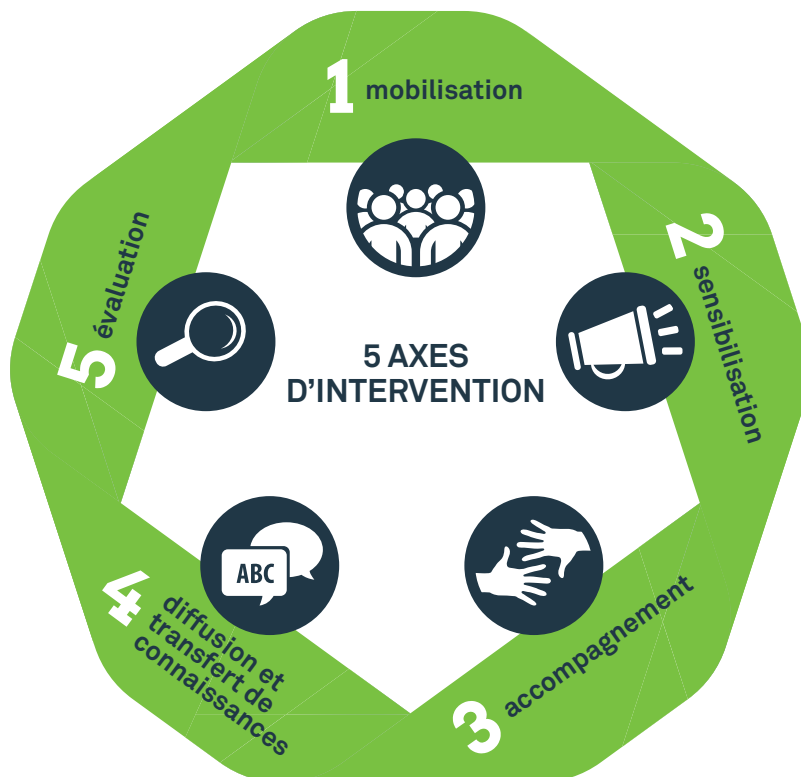 1 mobilisation
2 sensibilisation
3 accompagnement
4 diffusion et
transfert de
connaissances
5 évaluation
5 AXES
D'INTERVENTION
ABC